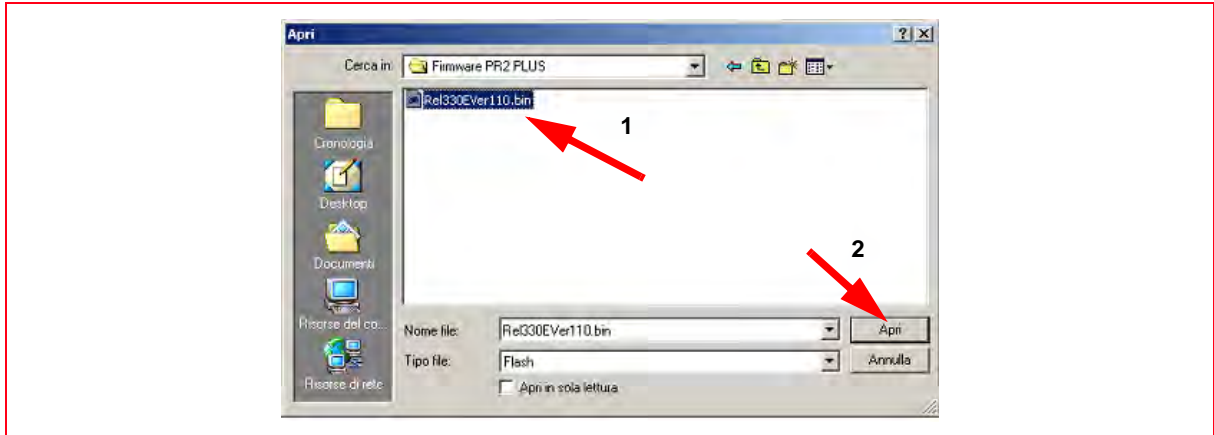 Apri
Cerca in:
Firmware PR2 PLUS
Rel330EVer110.bin
1
Cronologia
Desktop
2
Documenti
Risorse del co...
Nome file:
Rel330EVer110.bin
Apri
Tipo file:
Flash
Annulla
Risorse di rete
Apri in sola lettura